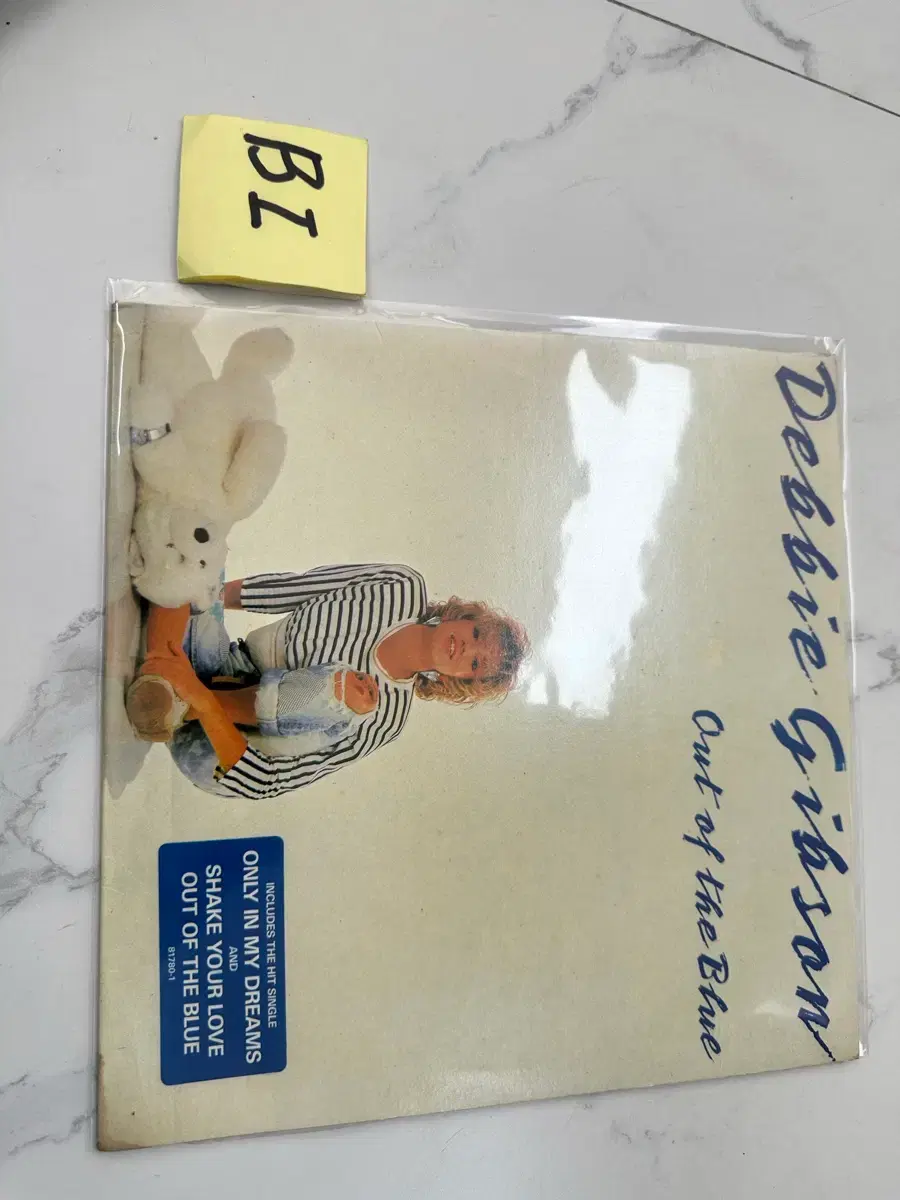 BI
Debbie Gibson
Out of the Blue
INCLUDES THE HIT SINGLE
ONLY IN MY DREAMS
AND
SHAKE YOUR LOVE
OUT OF THE BLUE
81780-1